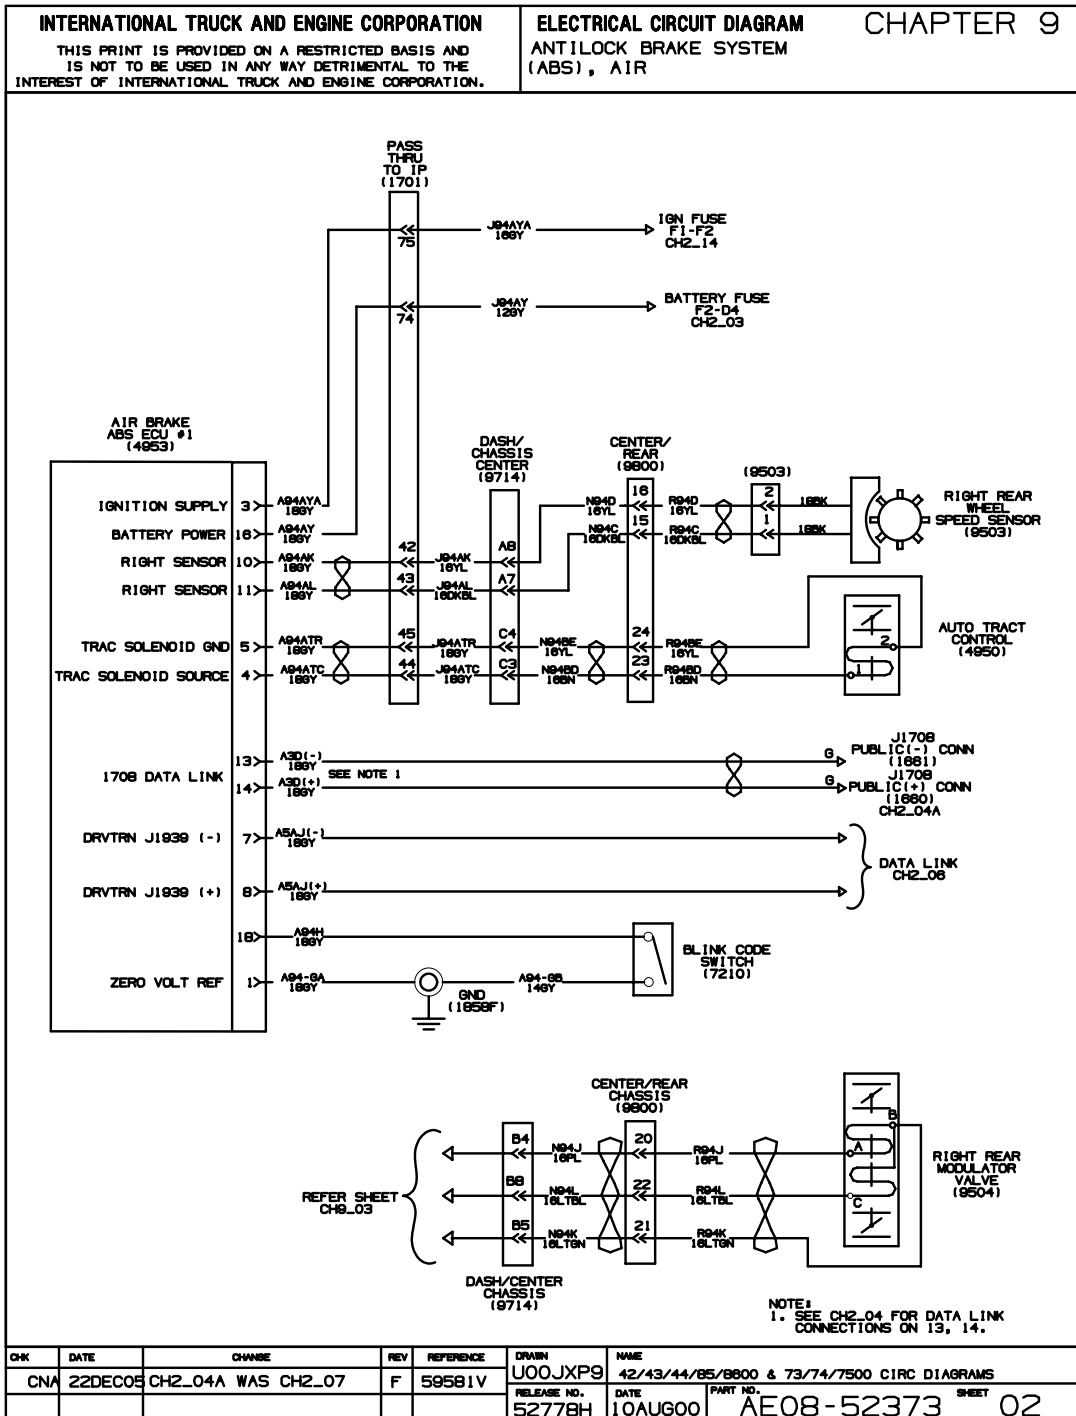 INTERNATIONAL TRUCK AND ENGINE CORPORATION
THIS PRINT IS PROVIDED ON A RESTRICTED BASIS AND
IS NOT TO BE USED IN ANY WAY DETRIMENTAL TO THE
INTEREST OF INTERNATIONAL TRUCK AND ENGINE CORPORATION.
ELECTRICAL CIRCUIT DIAGRAM
ANTILOCK BRAKE SYSTEM
(ABS), AIR
CHAPTER 9
PASS
THRU
TO IP
(1701)
75
J94AYA
16GY
IGN FUSE
F1-F2
CH2_14
74
J94AY
12GY
BATTERY FUSE
F2-D4
CH2_03
AIR BRAKE
ABS ECU #1
(4953)
DASH/
CHASSIS
CENTER
(9714)
CENTER/
REAR
(9800)
(9503)
IGNITION SUPPLY 3
A94AYA
18GY
BATTERY POWER 16
A94AY
18GY
RIGHT SENSOR 10
A94AK
18GY
42
J94AK
16YL
A8
N94D
16YL
16
R94D
16YL
2
18BK
RIGHT SENSOR 11
A94AL
18GY
43
J94AL
16DKBL
A7
N94C
16DKBL
15
R94C
16DKBL
1
18BK
RIGHT REAR
WHEEL
SPEED SENSOR
(9503)
TRAC SOLENOID GND 5
A94ATR
18GY
45
J94ATR
18GY
C4
N94BE
16YL
24
R94BE
16YL
2
TRAC SOLENOID SOURCE 4
A94ATC
18GY
44
J94ATC
18GY
C3
N94BD
16BN
23
R94BD
16BN
1
AUTO TRACT
CONTROL
(4950)
1708 DATA LINK
13
A3D(-)
18GY
14
A3D(+)
18GY
SEE NOTE 1
G
G
J1708
PUBLIC(-) CONN
(1661)
J1708
PUBLIC(+) CONN
(1660)
CH2_04A
DRVTRN J1939 (-) 7
A5AJ(-)
18GY
DRVTRN J1939 (+) 8
A5AJ(+)
18GY
DATA LINK
CH2_06
18
A94H
18GY
ZERO VOLT REF 1
A94-GA
18GY
GND
(1858F)
A94-GB
14GY
BLINK CODE
SWITCH
(7210)
CENTER/REAR
CHASSIS
(9800)
REFER SHEET
CH9_03
B4
N94J
16PL
20
R94J
16PL
A
B
B8
N94L
16LTBL
22
R94L
16LTBL
C
B5
N94K
16LTGN
21
R94K
16LTGN
RIGHT REAR
MODULATOR
VALVE
(9504)
DASH/CENTER
CHASSIS
(9714)
NOTE:
1. SEE CH2_04 FOR DATA LINK
CONNECTIONS ON 13, 14.
CHK DATE CHANGE REV REFERENCE
CNA 22DEC05 CH2_04A WAS CH2_07 F 59581V
DRAWN
U00JXP9
NAME
42/43/44/85/8600 & 73/74/7500 CIRC DIAGRAMS
RELEASE NO.
52778H
DATE
10AUG00
PART NO.
AE08-52373
SHEET
02